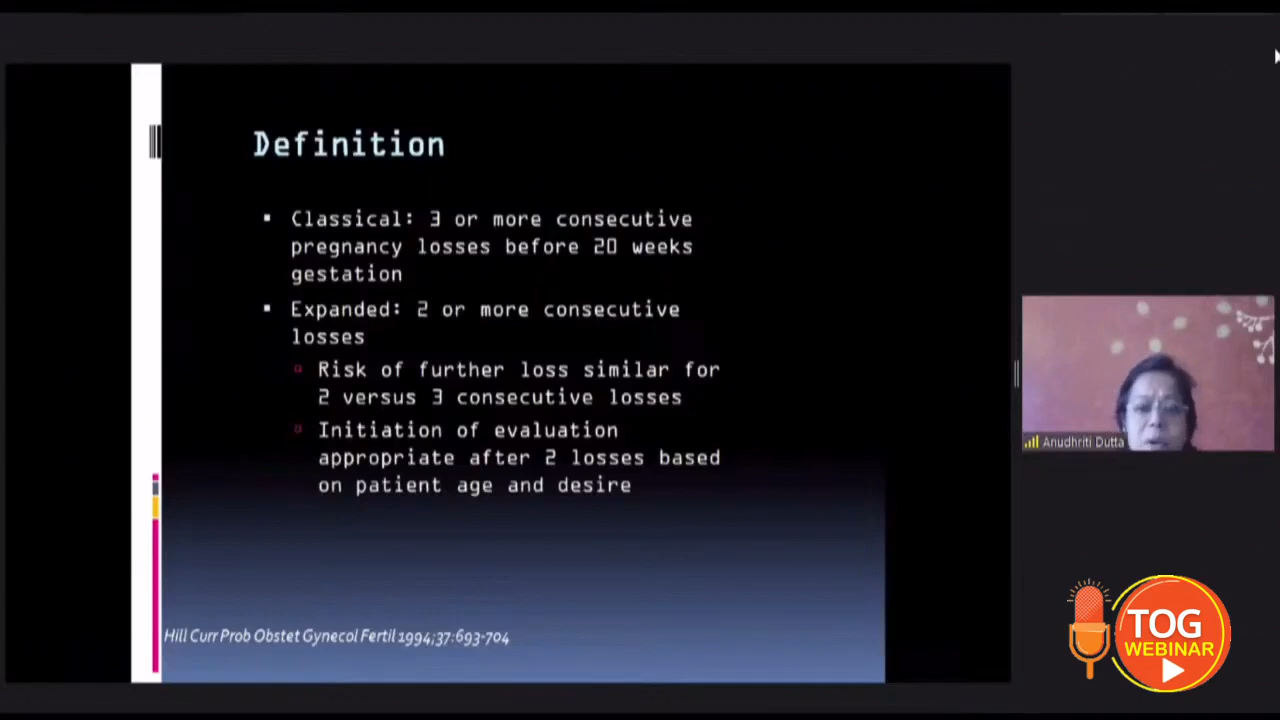 Definition
Classical: 3 or more consecutive
pregnancy losses before 20 weeks
gestation
Expanded: 2 or more consecutive
losses
Risk of further loss similar for
2 versus 3 consecutive losses
Initiation of evaluation
appropriate after 2 losses based
on patient age and desire
Hill Curr Prob Obstet Gynecol Fertil 1994;37:693-704
Anudhriti Dutta
TOG
WEBINAR